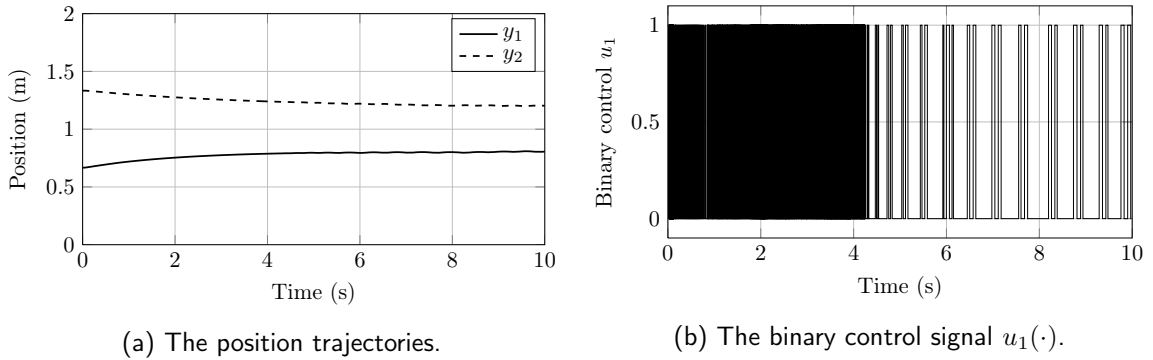 2
1.5
1
0.5
0
Position (m)
y₁
y₂
0 2 4 6 8 10
Time (s)
(a) The position trajectories.
1
0.5
0
Binary control u₁
0 2 4 6 8 10
Time (s)
(b) The binary control signal u₁(·).